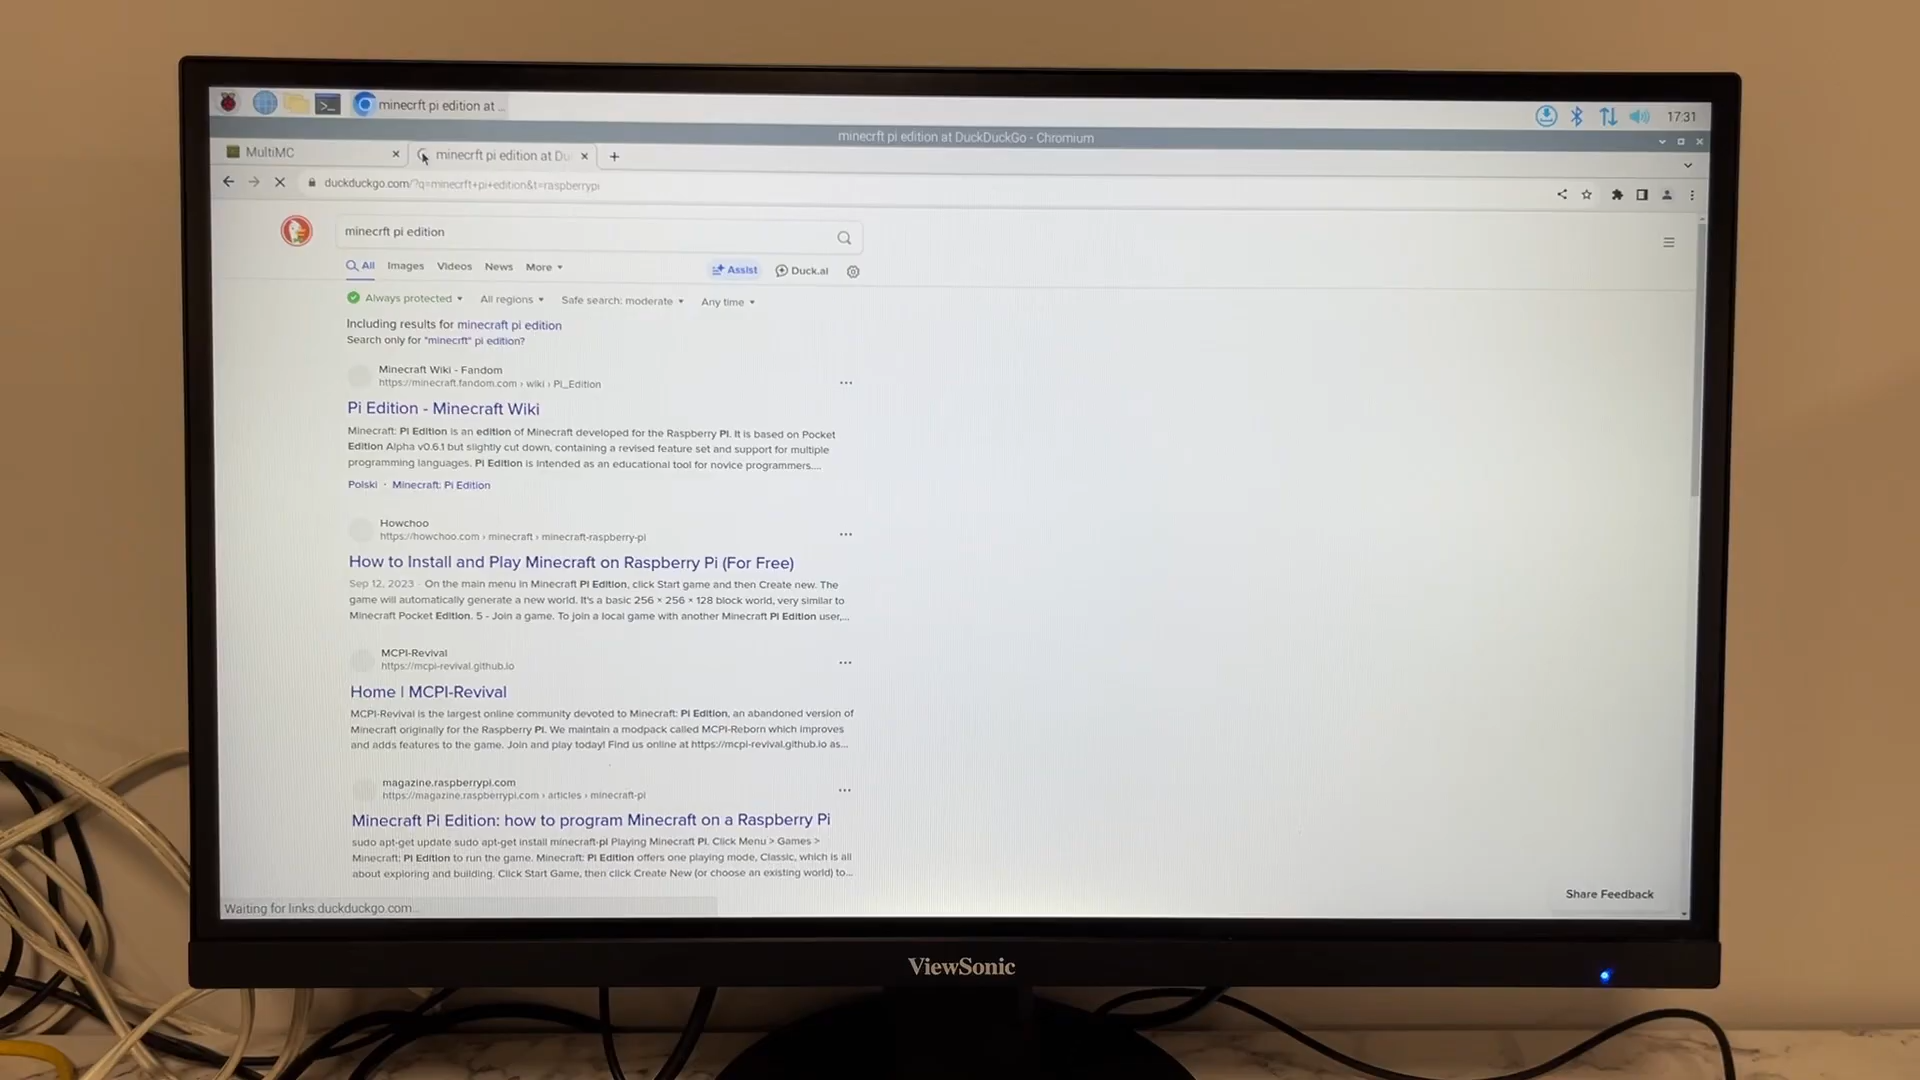 minecrft pi edition at ...
17:31
minecrft pi edition at DuckDuckGo - Chromium
MultiMC
minecrft pi edition at Du
duckduckgo.com/?q=minecrft+pi+edition&t=raspberrypi
minecrft pi edition
All Images Videos News More
Assist Duck.ai
Always protected All regions Safe search: moderate Any time
Including results for minecraft pi edition
Search only for "minecrft" pi edition?
Minecraft Wiki - Fandom
https://minecraft.fandom.com › wiki › Pi_Edition
Pi Edition - Minecraft Wiki
Minecraft: Pi Edition is an edition of Minecraft developed for the Raspberry Pi. It is based on Pocket
Edition Alpha v0.6.1 but slightly cut down, containing a revised feature set and support for multiple
programming languages. Pi Edition is intended as an educational tool for novice programmers....
Polski · Minecraft: Pi Edition
Howchoo
https://howchoo.com › minecraft › minecraft-raspberry-pi
How to Install and Play Minecraft on Raspberry Pi (For Free)
Sep 12, 2023 On the main menu in Minecraft Pi Edition, click Start game and then Create new. The
game will automatically generate a new world. It's a basic 256 × 256 × 128 block world, very similar to
Minecraft Pocket Edition. 5 - Join a game. To join a local game with another Minecraft Pi Edition user,...
MCPI-Revival
https://mcpi-revival.github.io
Home | MCPI-Revival
MCPI-Revival is the largest online community devoted to Minecraft: Pi Edition, an abandoned version of
Minecraft originally for the Raspberry Pi. We maintain a modpack called MCPI-Reborn which improves
and adds features to the game. Join and play today! Find us online at https://mcpi-revival.github.io as...
magazine.raspberrypi.com
https://magazine.raspberrypi.com › articles › minecraft-pi
Minecraft Pi Edition: how to program Minecraft on a Raspberry Pi
sudo apt-get update sudo apt-get install minecraft-pi Playing Minecraft Pi. Click Menu > Games >
Minecraft: Pi Edition to run the game. Minecraft: Pi Edition offers one playing mode, Classic, which is all
about exploring and building. Click Start Game, then click Create New (or choose an existing world) to...
Share Feedback
Waiting for links.duckduckgo.com...
ViewSonic